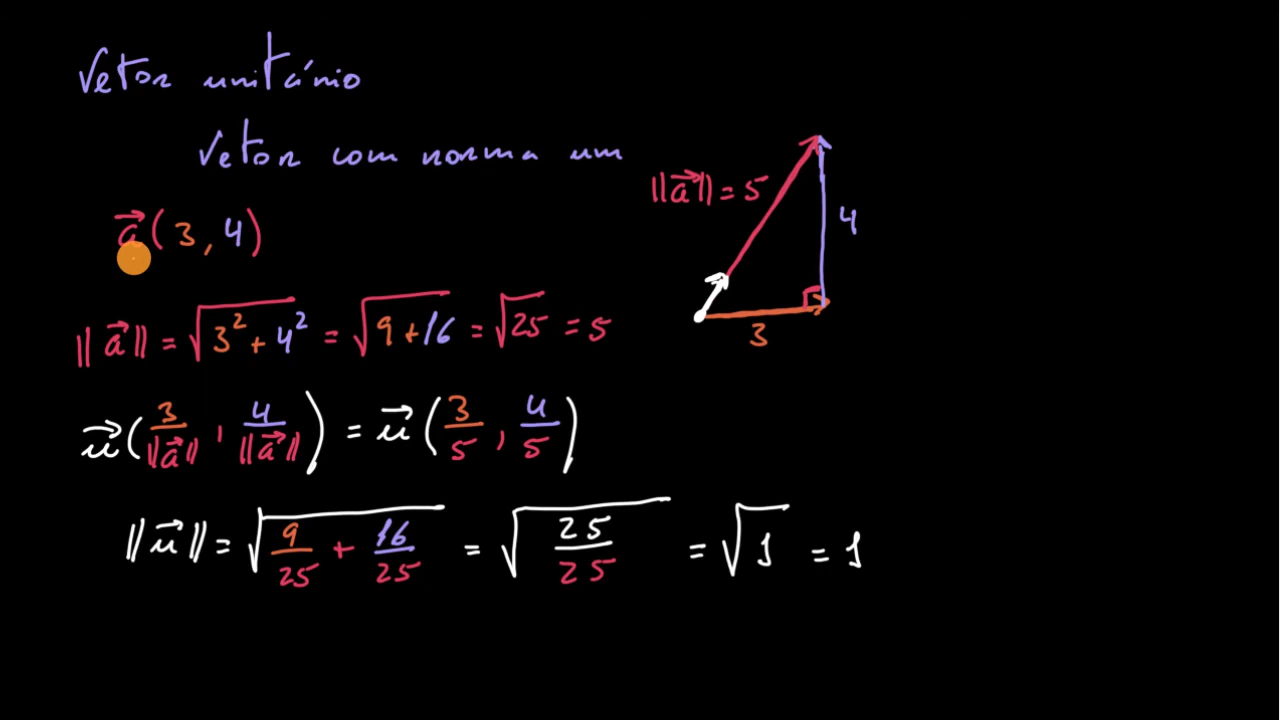 Vetor unitário
vetor com norma um
a⃗(3, 4)
||a⃗|| = √(3² + 4²) = √(9 + 16) = √25 = 5
u⃗(3/||a⃗||, 4/||a⃗||) = u⃗(3/5, 4/5)
||u⃗|| = √(9/25 + 16/25) = √(25/25) = √1 = 1
||a⃗|| = 5
4
3